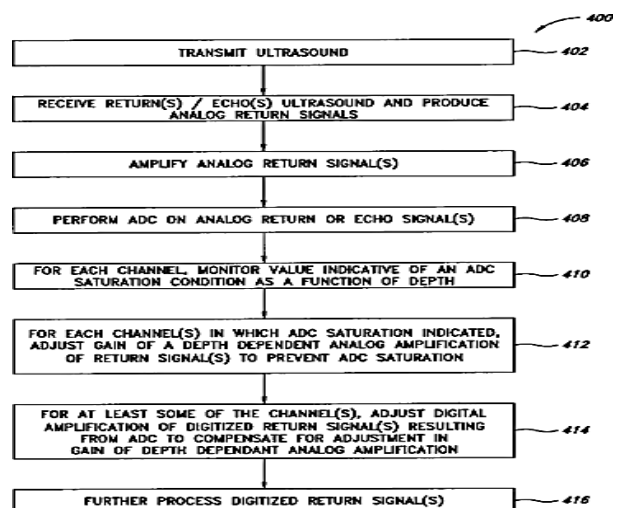 400
TRANSMIT ULTRASOUND
402
RECEIVE RETURN(S) / ECHO(S) ULTRASOUND AND PRODUCE
ANALOG RETURN SIGNALS
404
AMPLIFY ANALOG RETURN SIGNAL(S)
406
PERFORM ADC ON ANALOG RETURN OR ECHO SIGNAL(S)
408
FOR EACH CHANNEL, MONITOR VALUE INDICATIVE OF AN ADC
SATURATION CONDITION AS A FUNCTION OF DEPTH
410
FOR EACH CHANNEL(S) IN WHICH ADC SATURATION INDICATED,
ADJUST GAIN OF A DEPTH DEPENDENT ANALOG AMPLIFICATION
OF RETURN SIGNAL(S) TO PREVENT ADC SATURATION
412
FOR AT LEAST SOME OF THE CHANNEL(S), ADJUST DIGITAL
AMPLIFICATION OF DIGITIZED RETURN SIGNAL(S) RESULTING
FROM ADC TO COMPENSATE FOR ADJUSTMENT IN
GAIN OF DEPTH DEPENDANT ANALOG AMPLIFICATION
414
FURTHER PROCESS DIGITIZED RETURN SIGNAL(S)
416